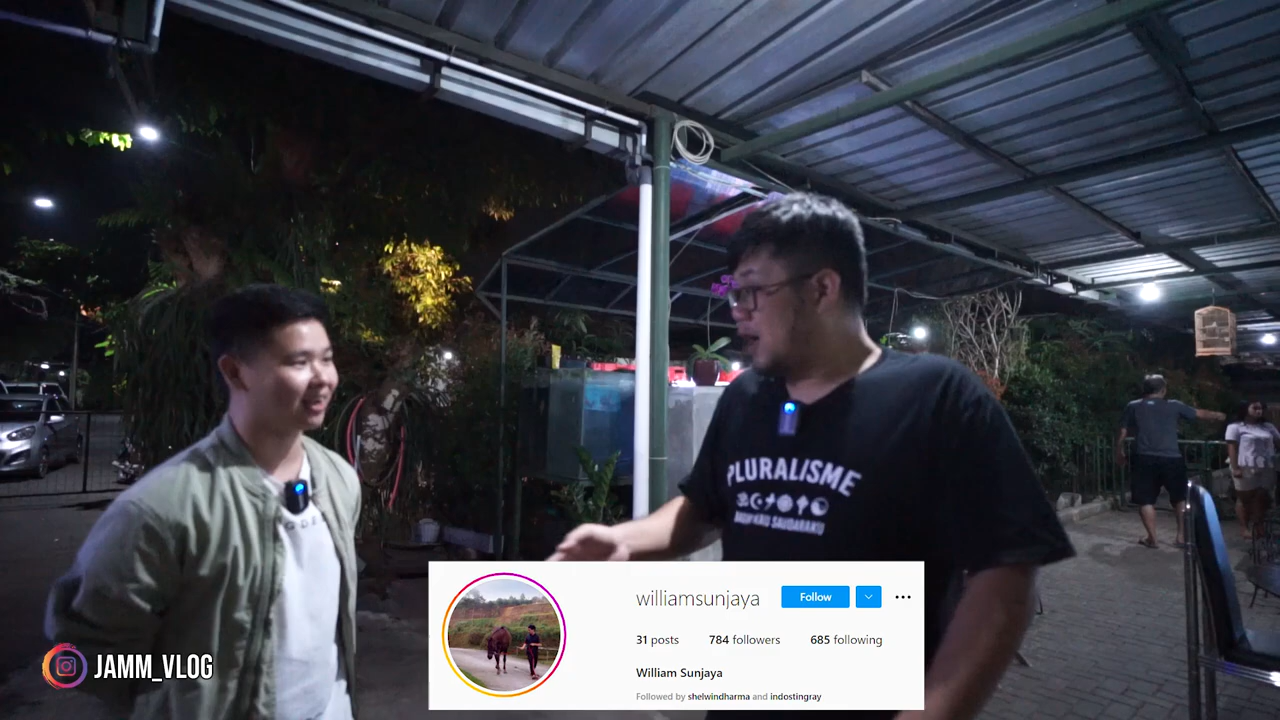 PLURALISME
williamsunjaya
Follow
31 posts 784 followers 685 following
William Sunjaya
Followed by shelwindharma and indostingray
JAMM_VLOG